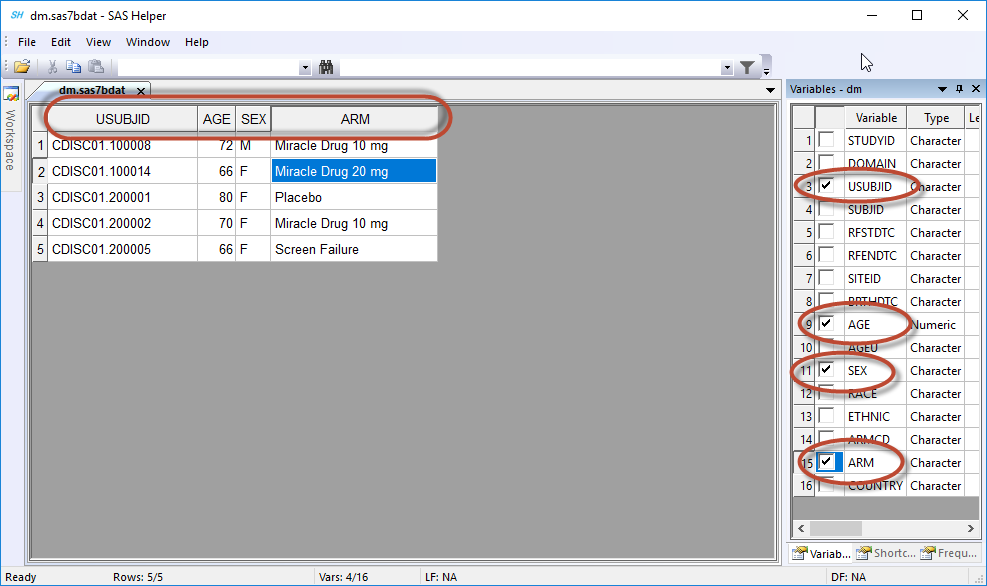 SH dm.sas7bdat - SAS Helper
File Edit View Window Help
Workspace
dm.sas7bdat
USUBJID AGE SEX ARM
1 CDISC01.100008 72 M Miracle Drug 10 mg
2 CDISC01.100014 66 F Miracle Drug 20 mg
3 CDISC01.200001 80 F Placebo
4 CDISC01.200002 70 F Miracle Drug 10 mg
5 CDISC01.200005 66 F Screen Failure
Variables - dm
Variable Type Le
1 STUDYID Character
2 DOMAIN Character
3 USUBJID Character
4 SUBJID Character
5 RFSTDTC Character
6 RFENDTC Character
7 SITEID Character
8 BRTHDTC Character
9 AGE Numeric
10 AGEU Character
11 SEX Character
12 RACE Character
13 ETHNIC Character
14 ARMCD Character
15 ARM Character
16 COUNTRY Character
Variab... Shortc... Frequ...
Ready Rows: 5/5 Vars: 4/16 LF: NA DF: NA